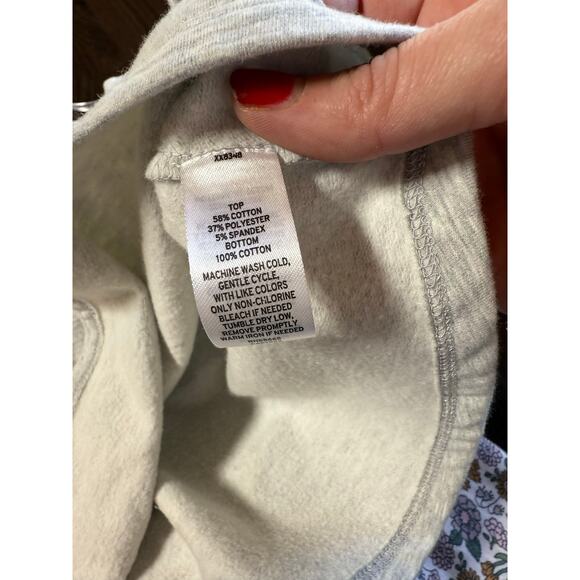 XX8348
TOP
58% COTTON
37% POLYESTER
5% SPANDEX
BOTTOM
100% COTTON
MACHINE WASH COLD,
GENTLE CYCLE,
WITH LIKE COLORS
ONLY NON-CHLORINE
BLEACH IF NEEDED
TUMBLE DRY LOW,
REMOVE PROMPTLY
WARM IRON IF NEEDED